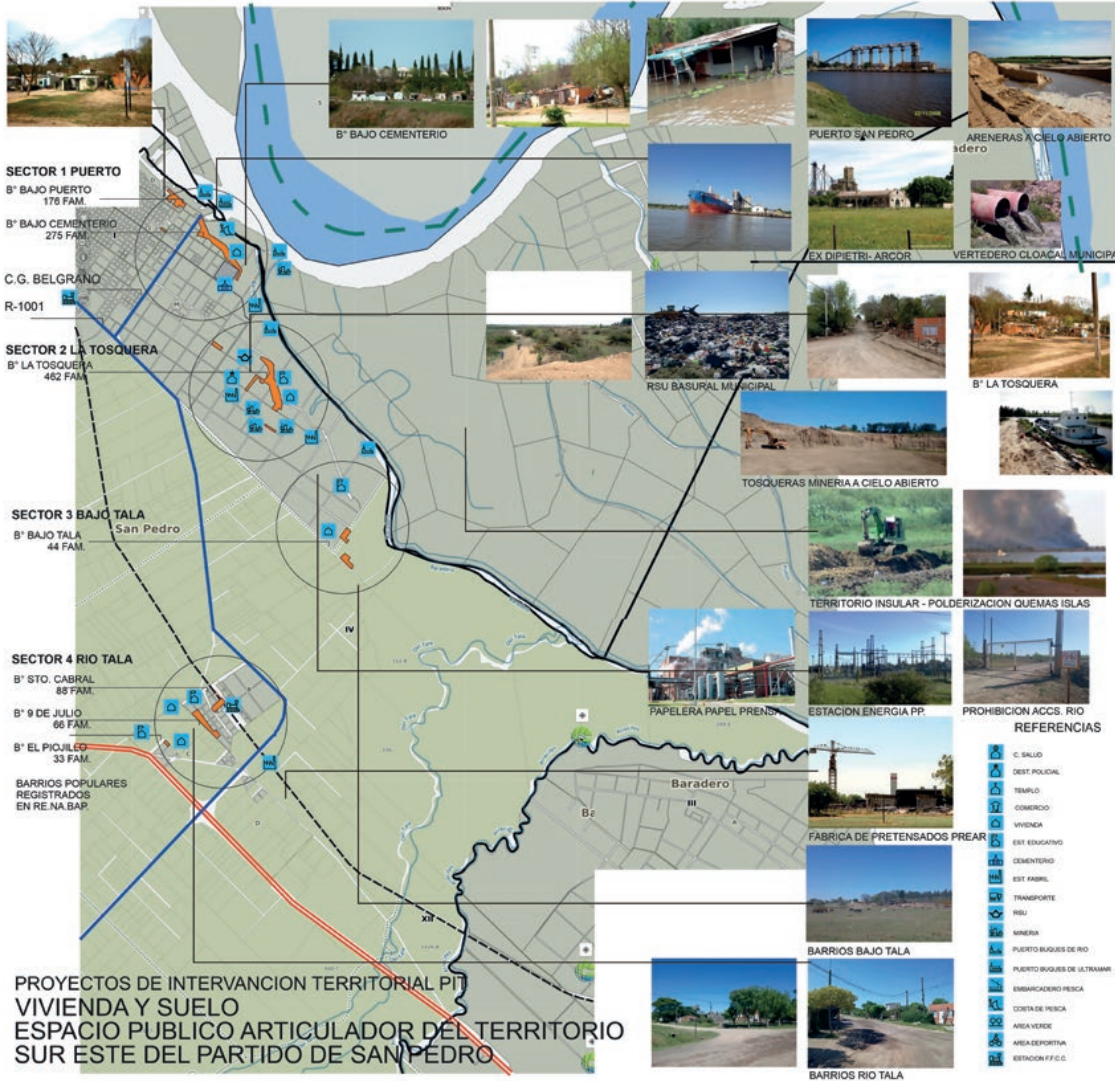 B° BAJO CEMENTERIO
PUERTO SAN PEDRO
ARENERAS A CIELO ABIERTO
adero
SECTOR 1 PUERTO
B° BAJO PUERTO
176 FAM.
B° BAJO CEMENTERIO
275 FAM.
C.G. BELGRANO
R-1001
EX DIPIETRI- ARCOR
VERTEDERO CLOACAL MUNICIPA
SECTOR 2 LA TOSQUERA
B° LA TOSQUERA
462 FAM.
RSU BASURAL MUNICIPAL
B° LA TOSQUERA
TOSQUERAS MINERIA A CIELO ABIERTO
SECTOR 3 BAJO TALA
San Pedro
B° BAJO TALA
44 FAM.
TERRITORIO INSULAR - POLDERIZACION QUEMAS ISLAS
IV
SECTOR 4 RIO TALA
B° STO. CABRAL
88 FAM.
B° 9 DE JULIO
66 FAM.
B° EL PIOJILLO
33 FAM.
BARRIOS POPULARES
REGISTRADOS
EN RE.NA.BAP.
PAPELERA PAPEL PRENSA
ESTACION ENERGIA PP.
PROHIBICION ACCS. RIO
Baradero
III
Ba
D
XII
FABRICA DE PRETENSADOS PREAR
BARRIOS BAJO TALA
BARRIOS RIO TALA
REFERENCIAS
C. SALUD
DEST. POLICIAL
TEMPLO
COMERCIO
VIVIENDA
EST. EDUCATIVO
CEMENTERIO
EST. FABRIL
TRANSPORTE
RSU
MINERIA
PUERTO BUQUES DE RIO
PUERTO BUQUES DE ULTRAMAR
EMBARCADERO PESCA
COSTA DE PESCA
AREA VERDE
AREA DEPORTIVA
ESTACION F.F.C.C.
PROYECTOS DE INTERVANCION TERRITORIAL PIT
VIVIENDA Y SUELO
ESPACIO PUBLICO ARTICULADOR DEL TERRITORIO
SUR ESTE DEL PARTIDO DE SAN PEDRO